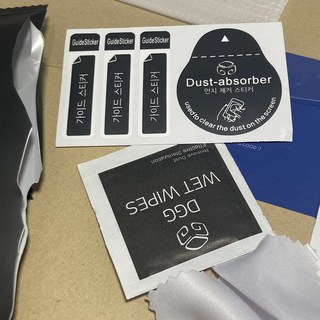 GuideSticker
가이드 스티커
GuideSticker
가이드 스티커
GuideSticker
가이드 스티커
Dust-absorber
먼지 제거 스티커
used to clear the dust on the screen
DGG
WET WIPES
Remove Dust